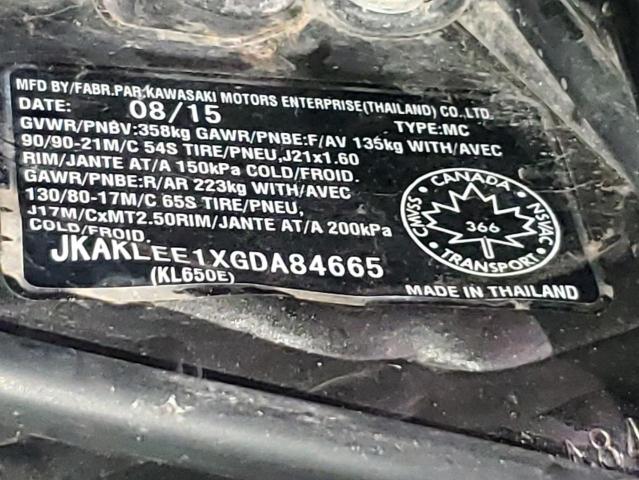 MFD BY/FABR.PAR:KAWASAKI MOTORS ENTERPRISE(THAILAND) CO.,LTD.
DATE: 08/15 TYPE:MC
GVWR/PNBV:358kg GAWR/PNBE:F/AV 135kg WITH/AVEC
90/90-21M/C 54S TIRE/PNEU,J21x1.60
RIM/JANTE AT/A 150kPa COLD/FROID.
GAWR/PNBE:R/AR 223kg WITH/AVEC
130/80-17M/C 65S TIRE/PNEU,
J17M/CxMT2.50RIM/JANTE AT/A 200kPa
COLD/FROID.
JKAKLEE1XGDA84665
(KL650E)
CANADA
CMVSS 366 NSVAC
TRANSPORT
MADE IN THAILAND